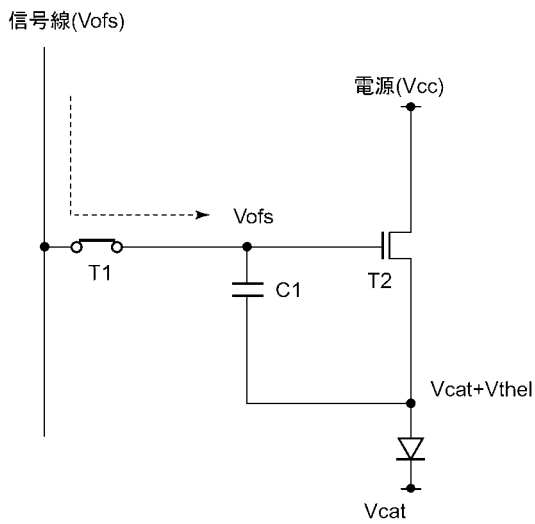 信号線(Vofs)
電源(Vcc)
Vofs
T1
C1
T2
Vcat+Vthel
Vcat